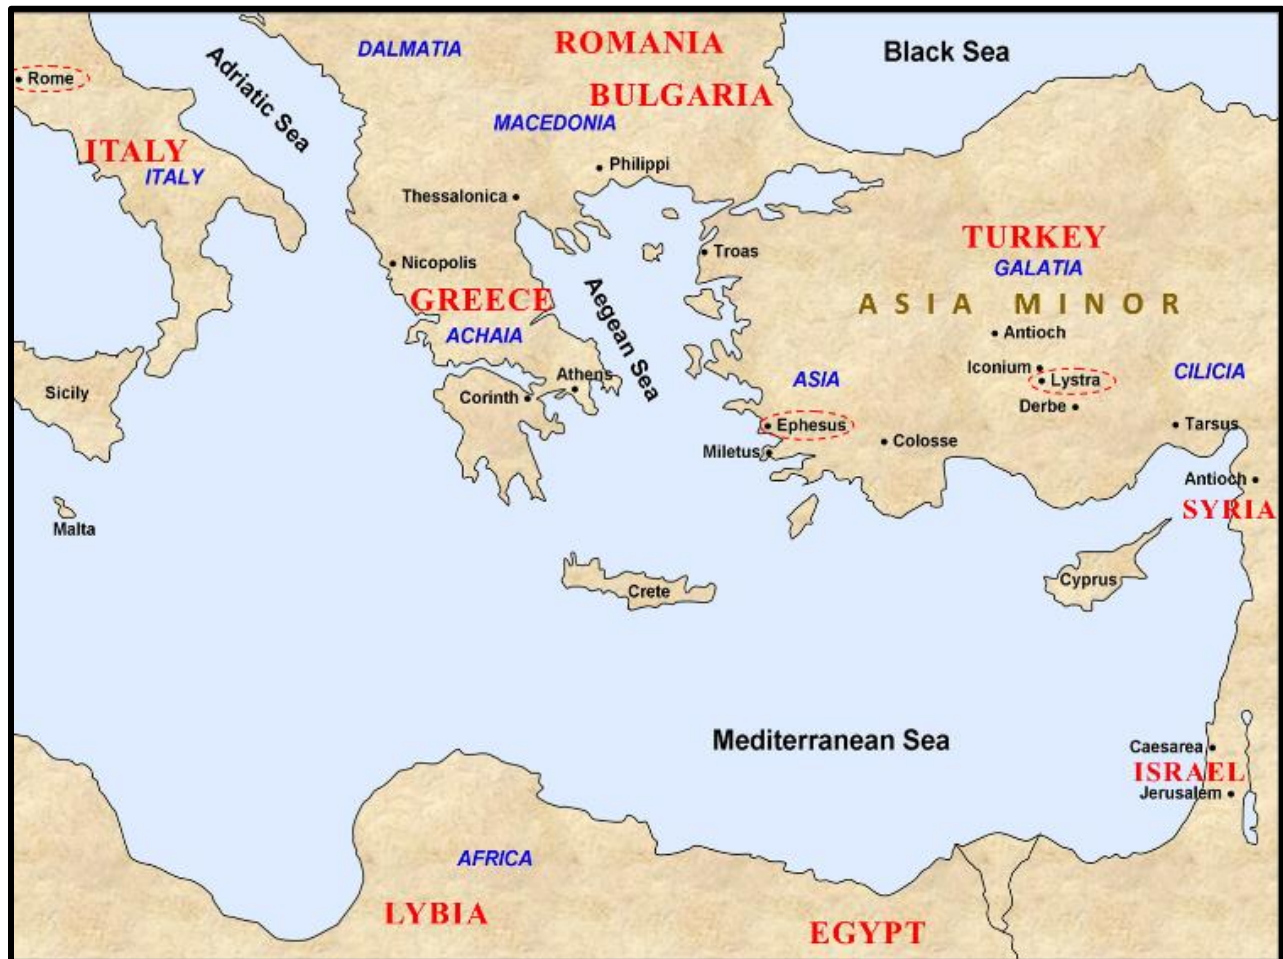 DALMATIA
ROMANIA
Black Sea
Adriatic Sea
Rome
BULGARIA
MACEDONIA
ITALY
ITALY
Philippi
Thessalonica
Troas
TURKEY
Nicopolis
GALATIA
GREECE
ASIA MINOR
Aegean Sea
ACHAIA
Antioch
Iconium
Athens
ASIA
Lystra
CILICIA
Sicily
Corinth
Derbe
Ephesus
Tarsus
Colosse
Miletus
Antioch
SYRIA
Malta
Cyprus
Crete
Mediterranean Sea
Caesarea
ISRAEL
Jerusalem
AFRICA
LYBIA
EGYPT